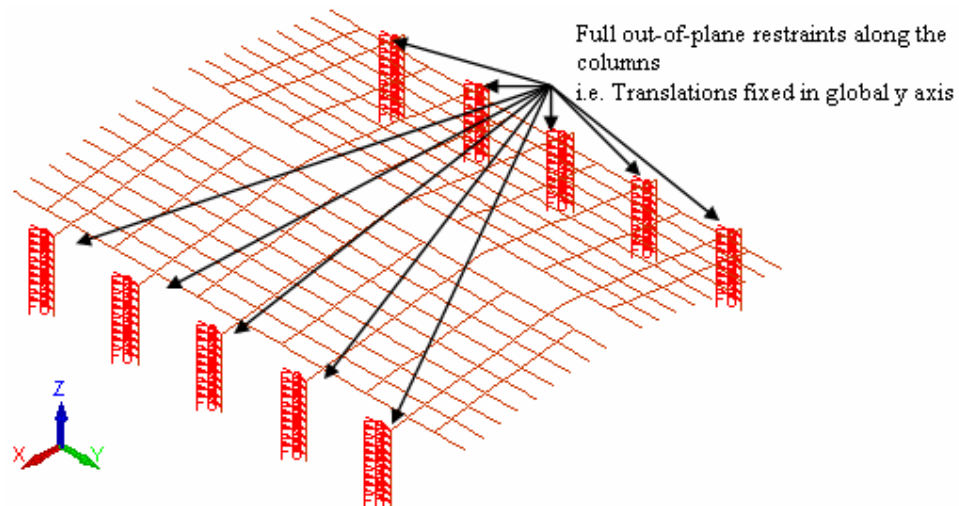 Full out-of-plane restraints along the
columns
i.e. Translations fixed in global y axis
Z
X
Y